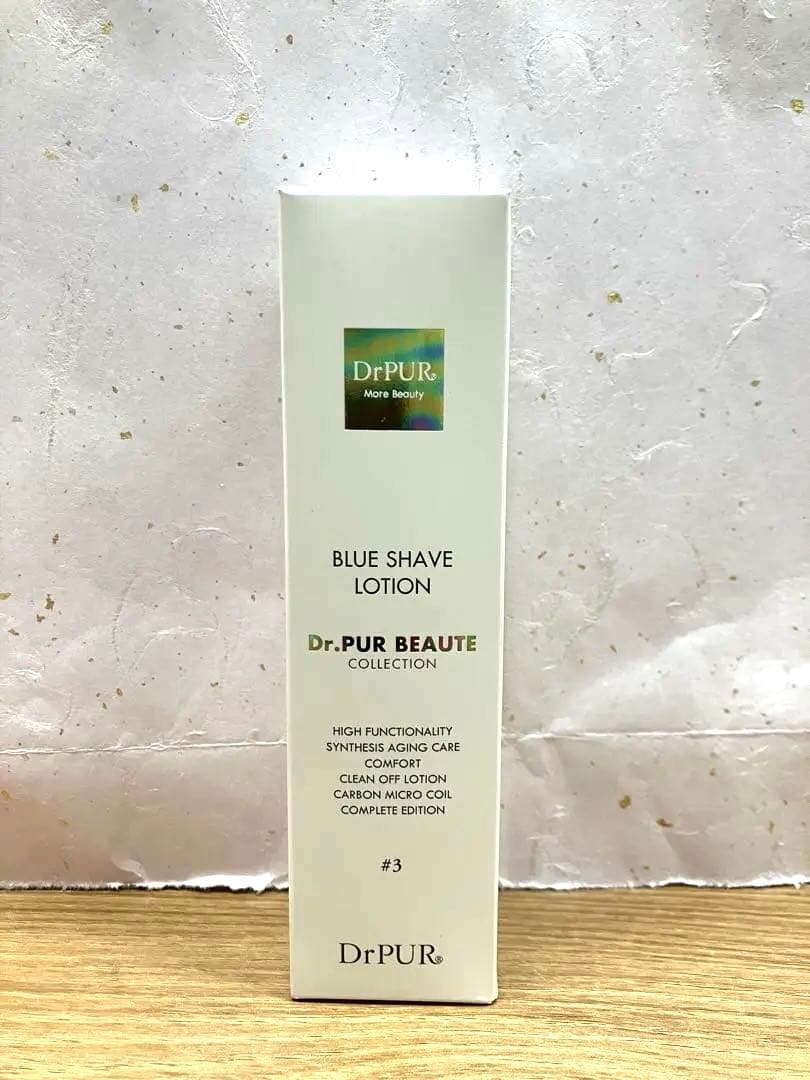 DrPUR®
More Beauty
BLUE SHAVE
LOTION
Dr.PUR BEAUTE
COLLECTION
HIGH FUNCTIONALITY
SYNTHESIS AGING CARE
COMFORT
CLEAN OFF LOTION
CARBON MICRO COIL
COMPLETE EDITION
#3
DrPUR®